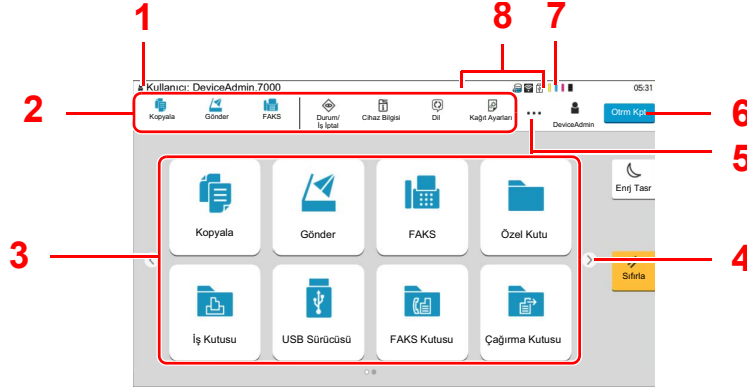 1
8
7
Kullanıcı: DeviceAdmin.7000
05:31
2
Kopyala
Gönder
FAKS
Durum/
İş İptal
Cihaz Bilgisi
Dil
Kağıt Ayarları
DeviceAdmin
Otrm Kpt
6
5
Kopyala
Gönder
FAKS
Özel Kutu
Enrj Tasr
3
4
Sıfırla
İş Kutusu
USB Sürücüsü
FAKS Kutusu
Çağırma Kutusu